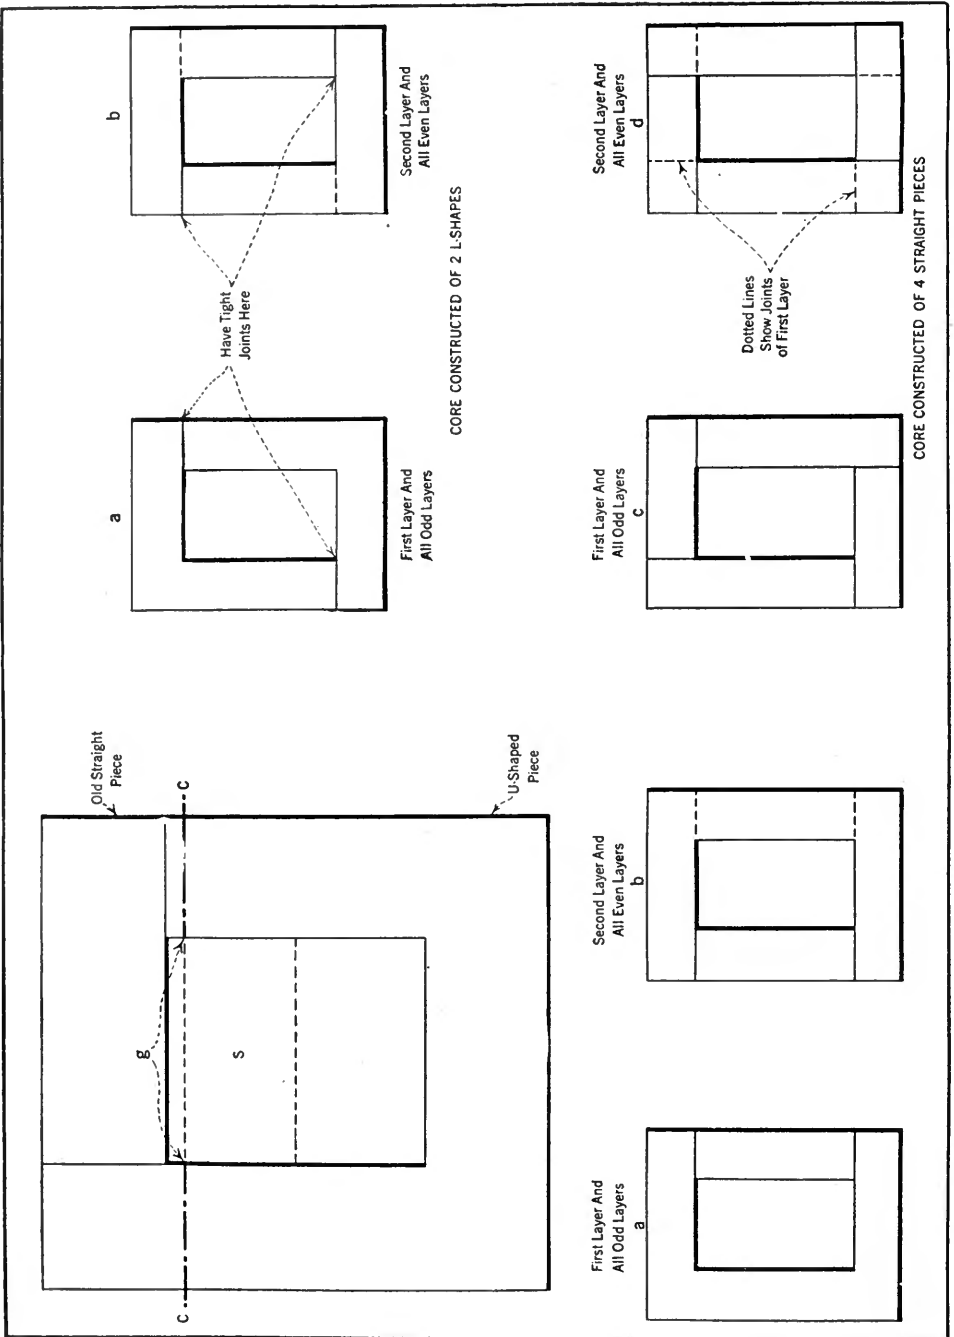 b
Second Layer And
All Even Layers
Have Tight
Joints Here
a
First Layer And
All Odd Layers
CORE CONSTRUCTED OF 2 L-SHAPES
Second Layer And
All Even Layers
d
Dotted Lines
Show Joints
of First Layer
First Layer And
All Odd Layers
c
CORE CONSTRUCTED OF 4 STRAIGHT PIECES
Old Straight
Piece
C
C
g
S
U-Shaped
Piece
Second Layer And
All Even Layers
b
First Layer And
All Odd Layers
a